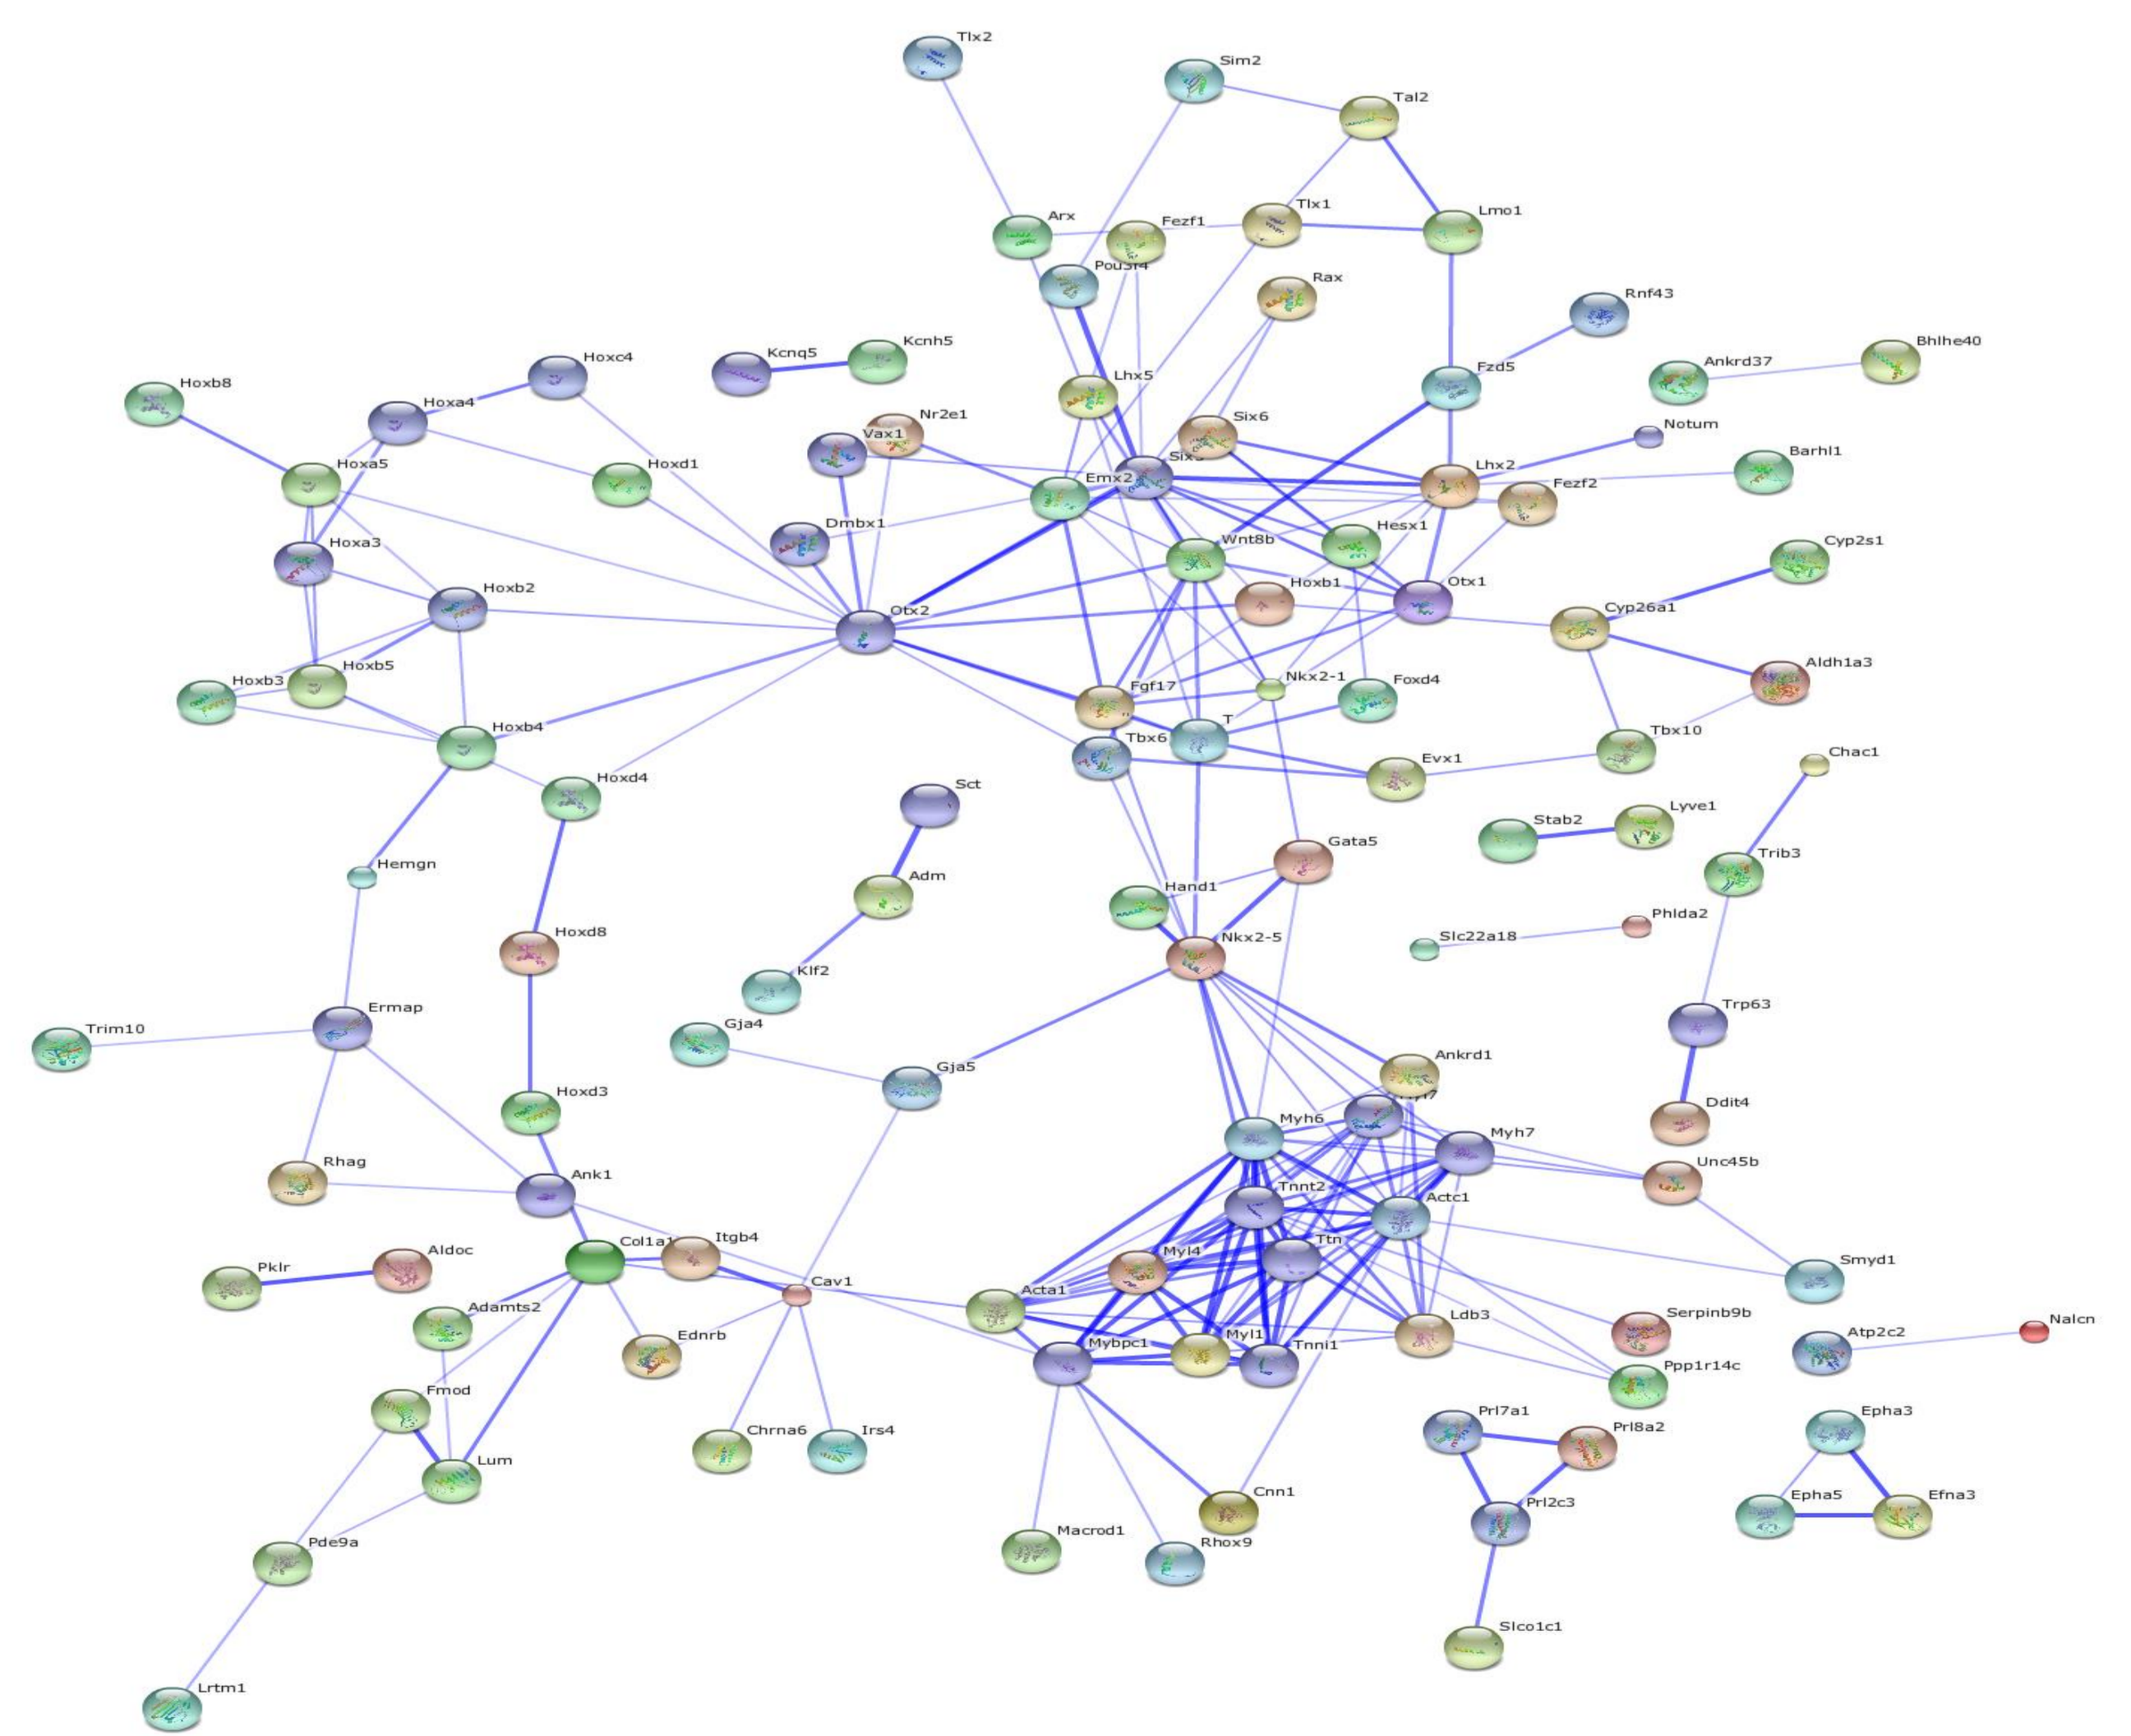 Tlx2
Sim2
Tal2
Arx
Fezf1
Tlx1
Lmo1
Pou3f4
Rax
Rnf43
Hoxc4
Kcnq5
Kcnh5
Bhlhe40
Ankrd37
Hoxb8
Hoxa4
Lhx5
Fzd5
Nr2e1
Vax1
Six6
Notum
Hoxa5
Hoxd1
Emx2
Lhx2
Barhl1
Fezf2
Dmbx1
Hoxa3
Wnt8b
Hesx1
Cyp2s1
Hoxb2
Otx2
Hoxb1
Otx1
Cyp26a1
Hoxb5
Hoxb3
Fgf17
Nkx2-1
Foxd4
Aldh1a3
Hoxb4
Tbx6
T
Tbx10
Hoxd4
Evx1
Chac1
Sct
Stab2
Lyve1
Hemgn
Adm
Gata5
Trib3
Hand1
Hoxd8
Nkx2-5
Slc22a18
Phlda2
Klf2
Ermap
Trim10
Gja4
Trp63
Gja5
Ankrd1
Hoxd3
Myh6
Myh7
Ddit4
Rhag
Ank1
Tnnt2
Actc1
Unc45b
Aldoc
Pklr
Col1a1
Itgb4
Myl4
Ttn
Smyd1
Cav1
Acta1
Adamts2
Ednrb
Mybpc1
Myl1
Tnni1
Ldb3
Serpinb9b
Atp2c2
Nalcn
Ppp1r14c
Fmod
Chrna6
Irs4
Prl7a1
Prl8a2
Epha3
Lum
Cnn1
Prl2c3
Epha5
Efna3
Pde9a
Macrod1
Rhox9
Slco1c1
Lrtm1